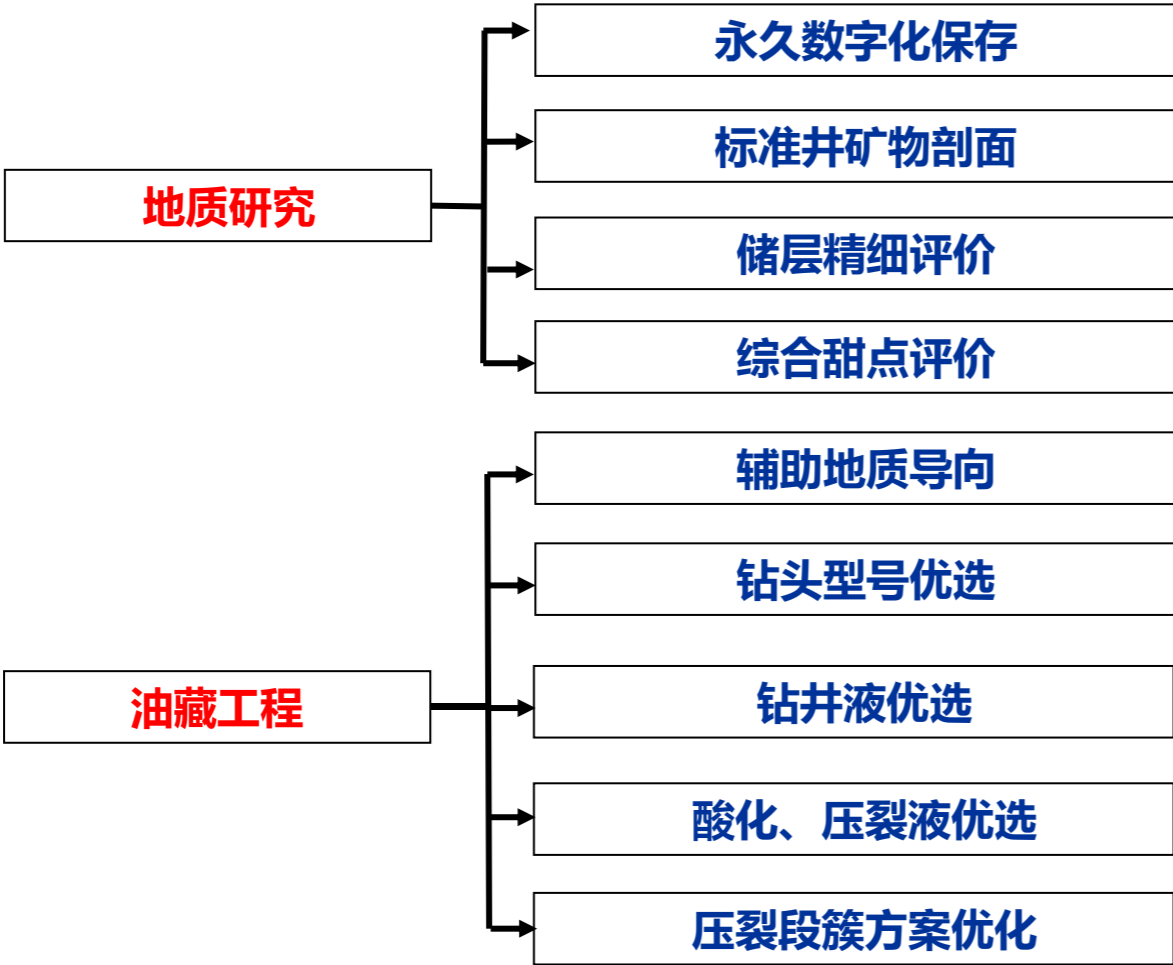 地质研究
永久数字化保存
标准井矿物剖面
储层精细评价
综合甜点评价
油藏工程
辅助地质导向
钻头型号优选
钻井液优选
酸化、压裂液优选
压裂段簇方案优化